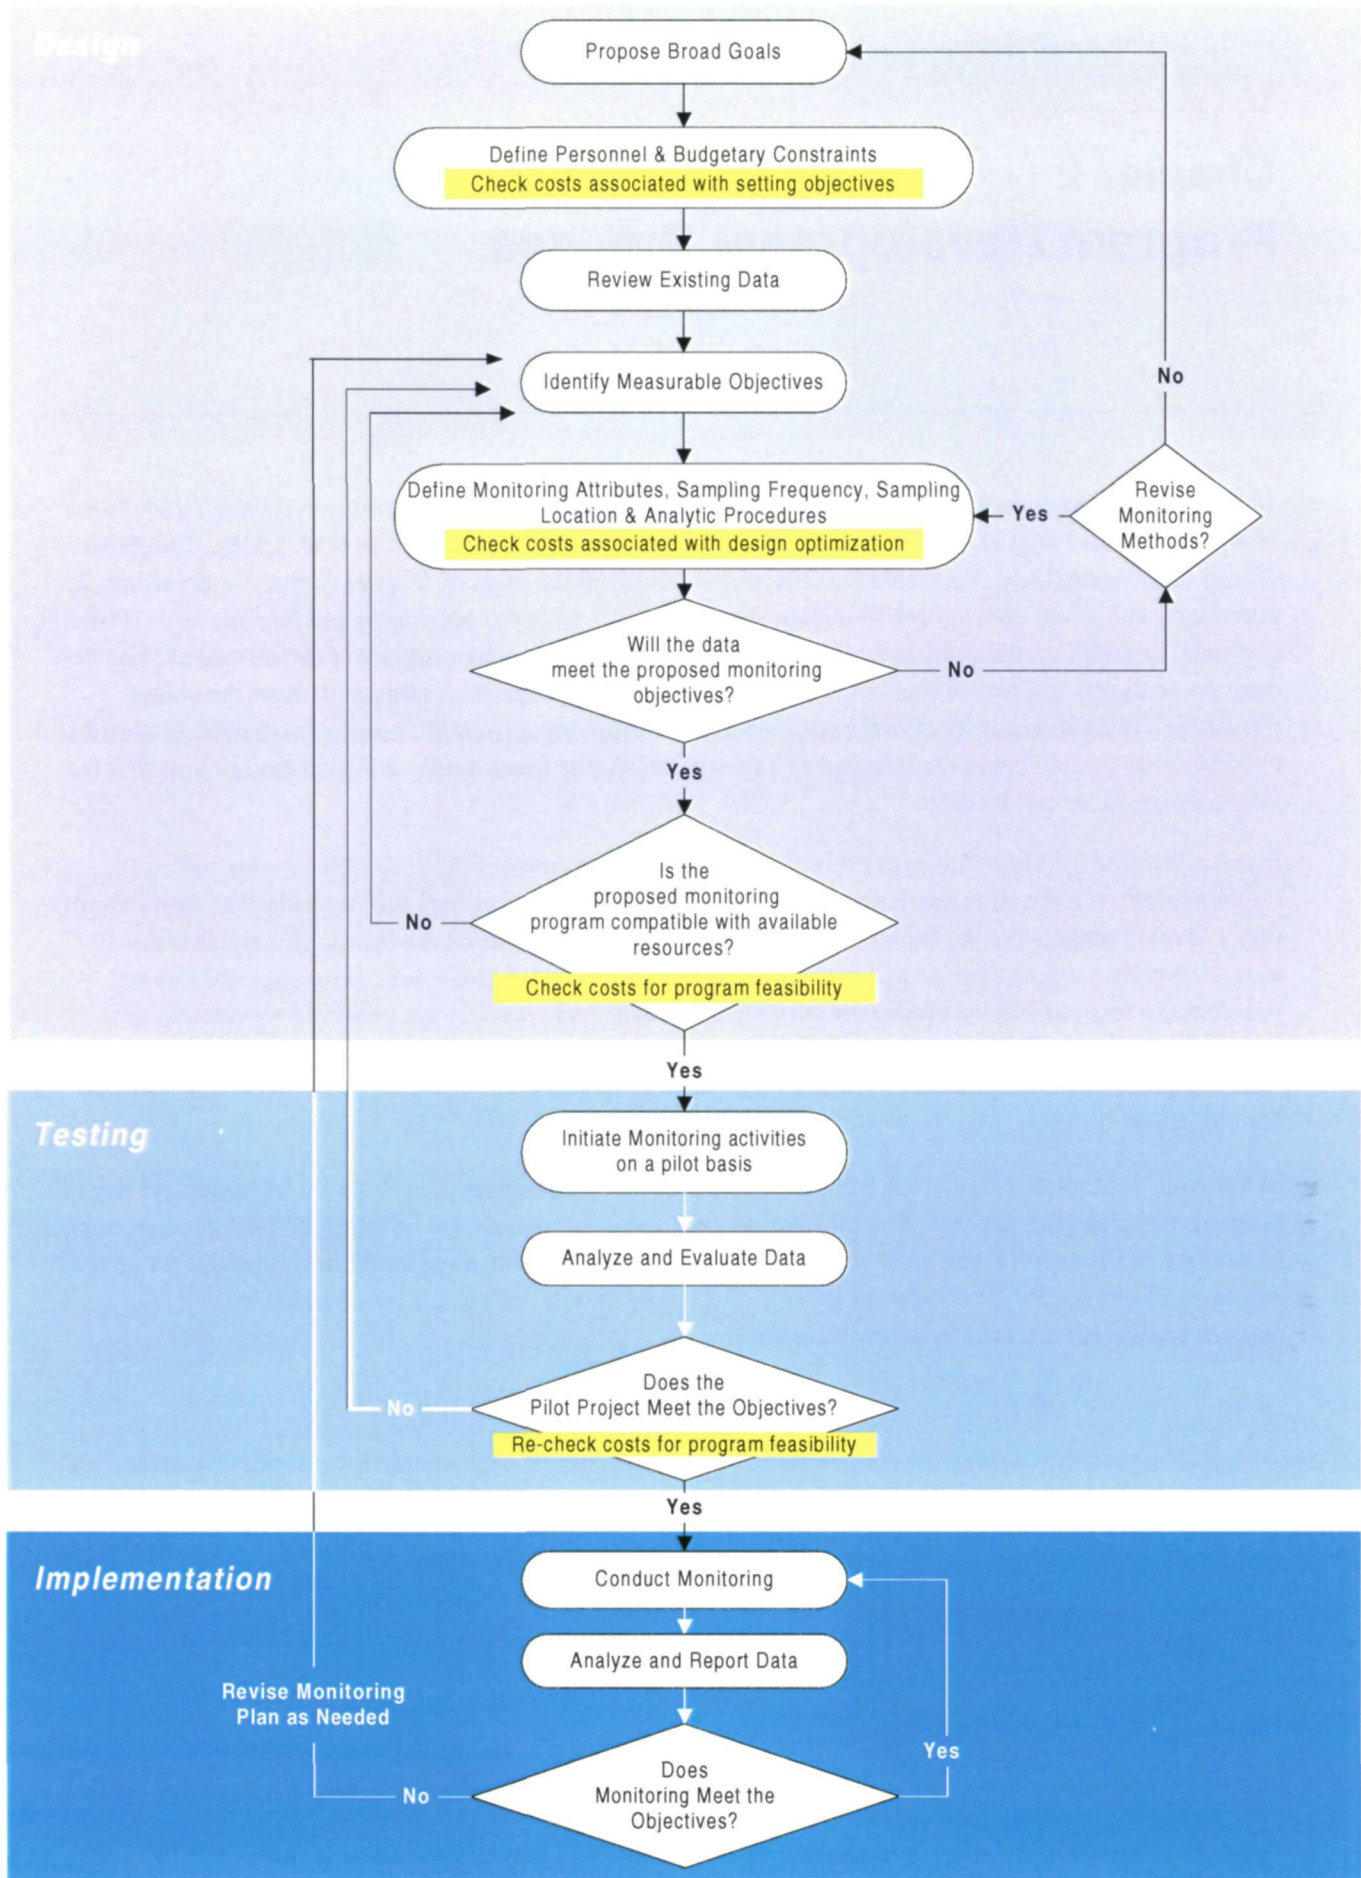 Design
Propose Broad Goals
Define Personnel & Budgetary Constraints
Check costs associated with setting objectives
Review Existing Data
Identify Measurable Objectives
No
Define Monitoring Attributes, Sampling Frequency, Sampling
Location & Analytic Procedures
Check costs associated with design optimization
Yes
Revise
Monitoring
Methods?
Will the data
meet the proposed monitoring
objectives?
No
Yes
Is the
proposed monitoring
program compatible with available
resources?
No
Check costs for program feasibility
Yes
Testing
Initiate Monitoring activities
on a pilot basis
Analyze and Evaluate Data
Does the
Pilot Project Meet the Objectives?
No
Re-check costs for program feasibility
Yes
Implementation
Conduct Monitoring
Analyze and Report Data
Revise Monitoring
Plan as Needed
Yes
Does
Monitoring Meet the
Objectives?
No